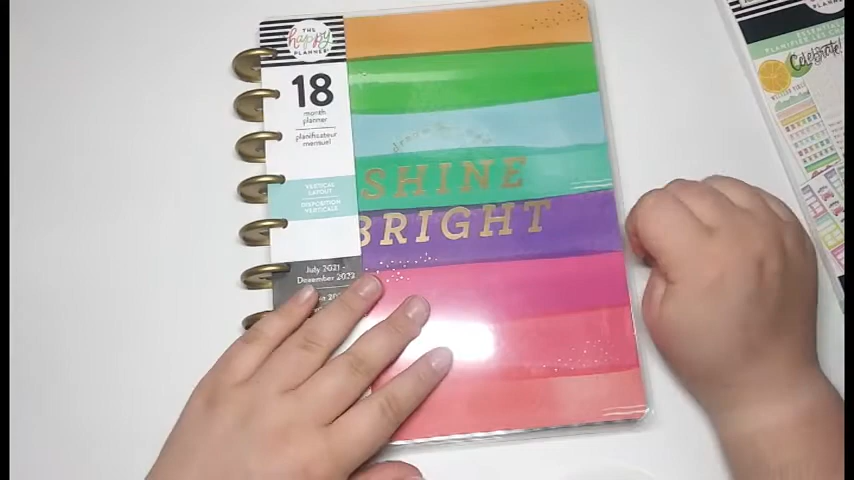 THE
happy
PLANNER
18
month
planner
planificateur
mensuel
VERTICAL
LAYOUT
DISPOSITION
VERTICALE
July 2021-
December 2022
SHINE
BRIGHT
ESSENTIAL
Celebrate!